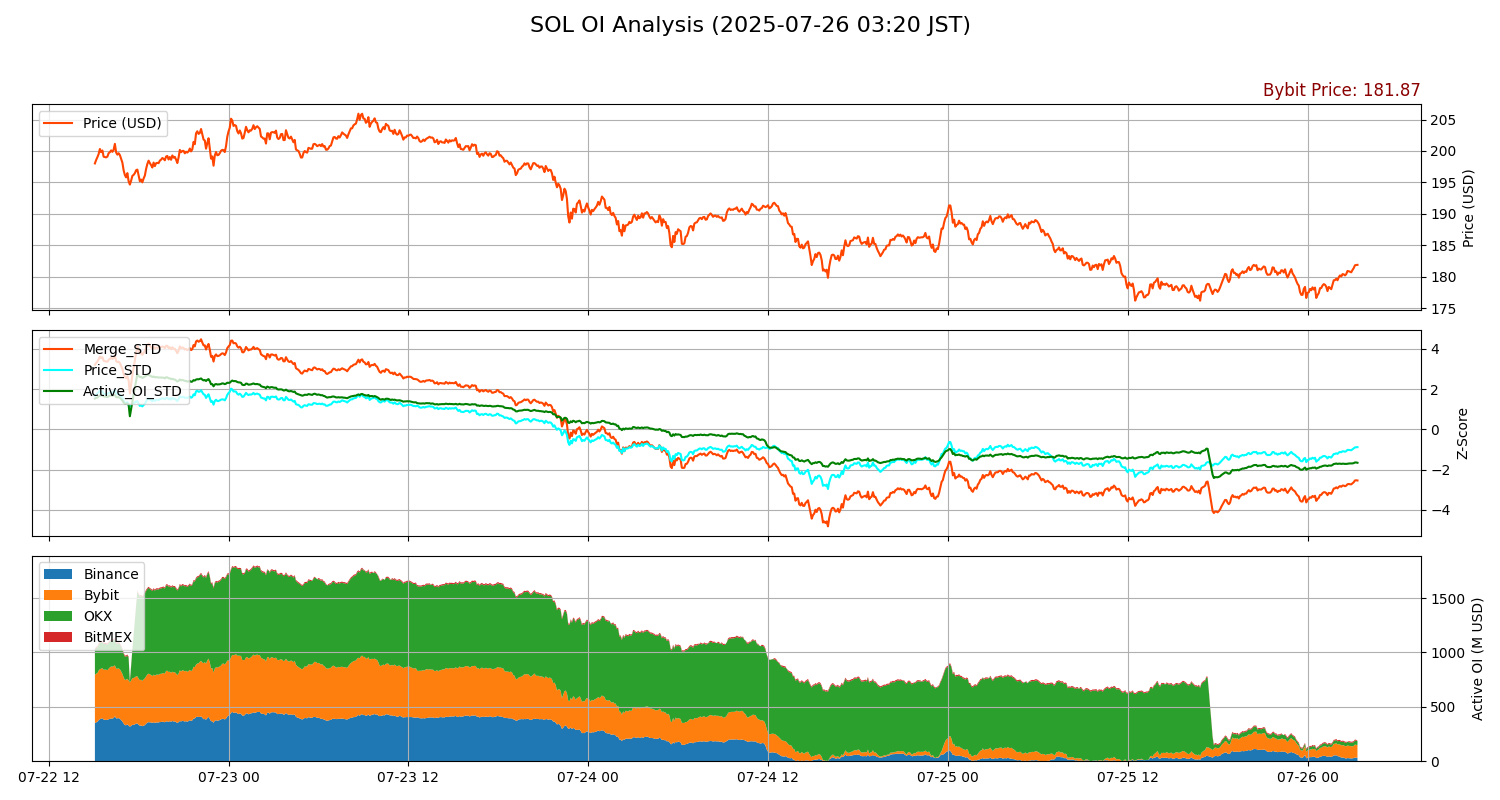 SOL OI Analysis (2025-07-26 03:20 JST)
Bybit Price: 181.87
Price (USD)
205
200
195
190
185
180
175
Price (USD)
Merge_STD
Price_STD
Active_OI_STD
4
2
0
−2
−4
Z-Score
Binance
Bybit
OKX
BitMEX
1500
1000
500
0
Active OI (M USD)
07-22 12
07-23 00
07-23 12
07-24 00
07-24 12
07-25 00
07-25 12
07-26 00